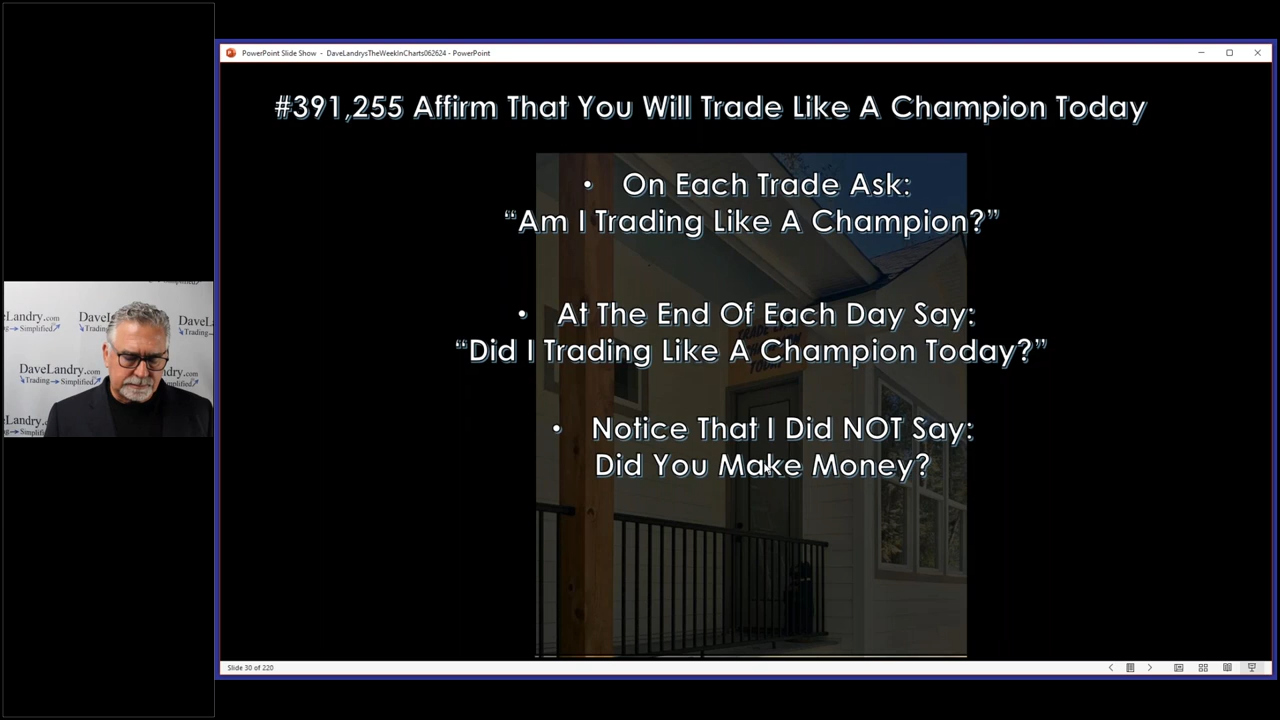 PowerPoint Slide Show - DaveLandrysTheWeekInCharts062624 - PowerPoint
#391,255 Affirm That You Will Trade Like A Champion Today
• On Each Trade Ask:
“Am I Trading Like A Champion?”
• At The End Of Each Day Say:
“Did I Trading Like A Champion Today?”
• Notice That I Did NOT Say:
Did You Make Money?
DaveLandry.com
Trading Simplified
Slide 30 of 220